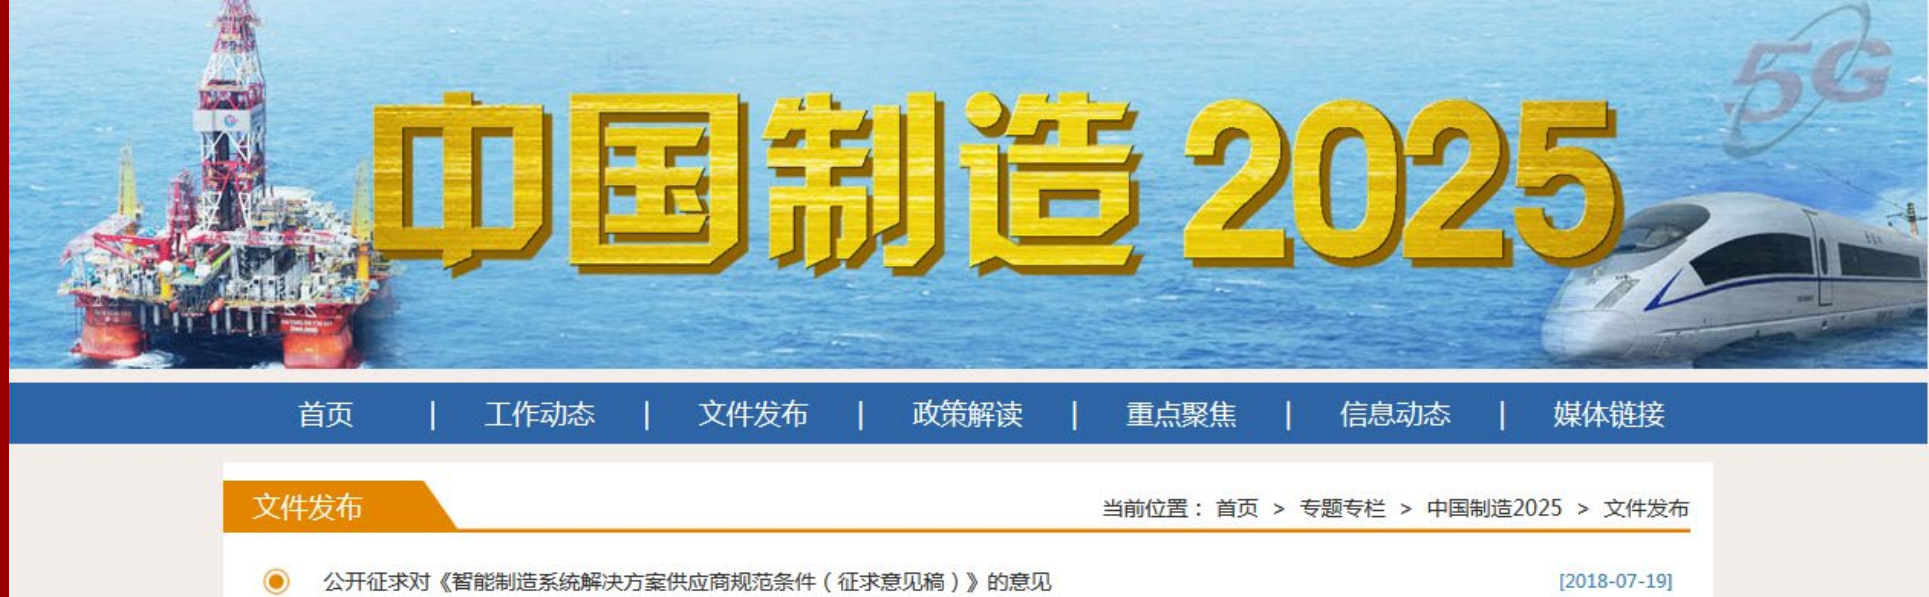 5G
中国制造 2025
首页 | 工作动态 | 文件发布 | 政策解读 | 重点聚焦 | 信息动态 | 媒体链接
文件发布
当前位置：首页 > 专题专栏 > 中国制造2025 > 文件发布
公开征求对《智能制造系统解决方案供应商规范条件（征求意见稿）》的意见 [2018-07-19]